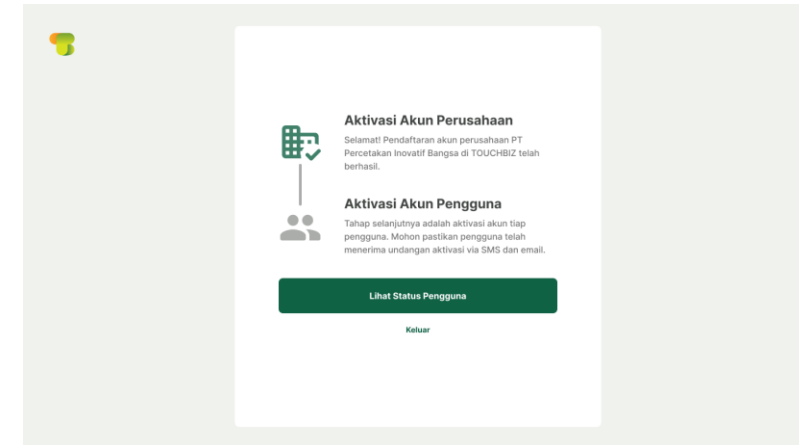 Aktivasi Akun Perusahaan
Selamat! Pendaftaran akun perusahaan PT
Percetakan Inovatif Bangsa di TOUCHBIZ telah
berhasil.
Aktivasi Akun Pengguna
Tahap selanjutnya adalah aktivasi akun tiap
pengguna. Mohon pastikan pengguna telah
menerima undangan aktivasi via SMS dan email.
Lihat Status Pengguna
Keluar